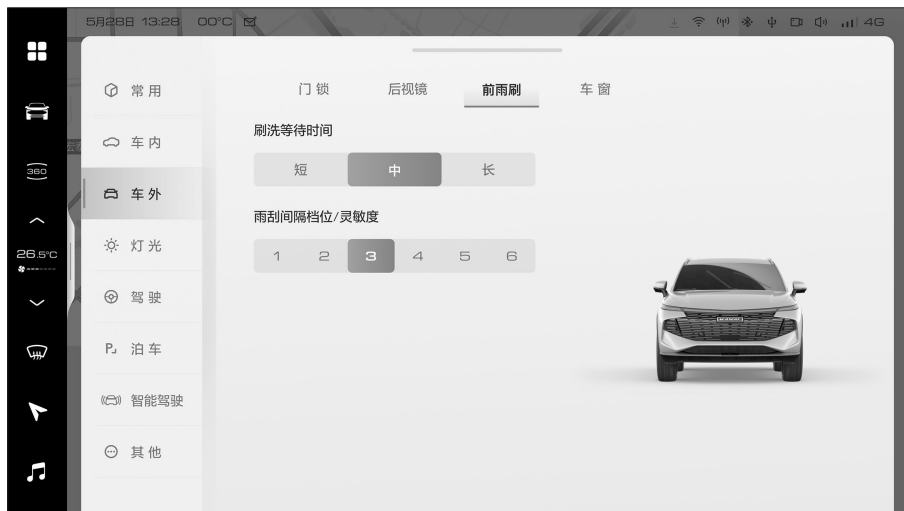 5月28日 13:28 00°C
4G
360
26.5°C
常用
车内
车外
灯光
驾驶
P 泊车
智能驾驶
其他
门锁 后视镜 前雨刷 车窗
刷洗等待时间
短 中 长
雨刮间隔档位/灵敏度
1 2 3 4 5 6